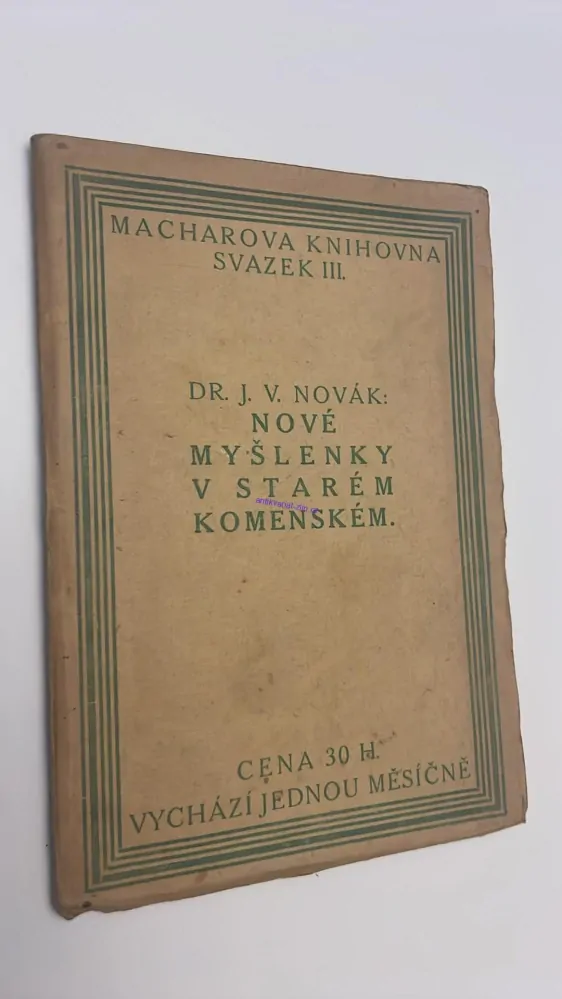 MACHAROVA KNIHOVNA
SVAZEK III.
DR. J. V. NOVÁK:
NOVÉ
MYŠLENKY
V STARÉM
KOMENSKÉM.
CENA 30 H.
VYCHÁZÍ JEDNOU MĚSÍČNĚ